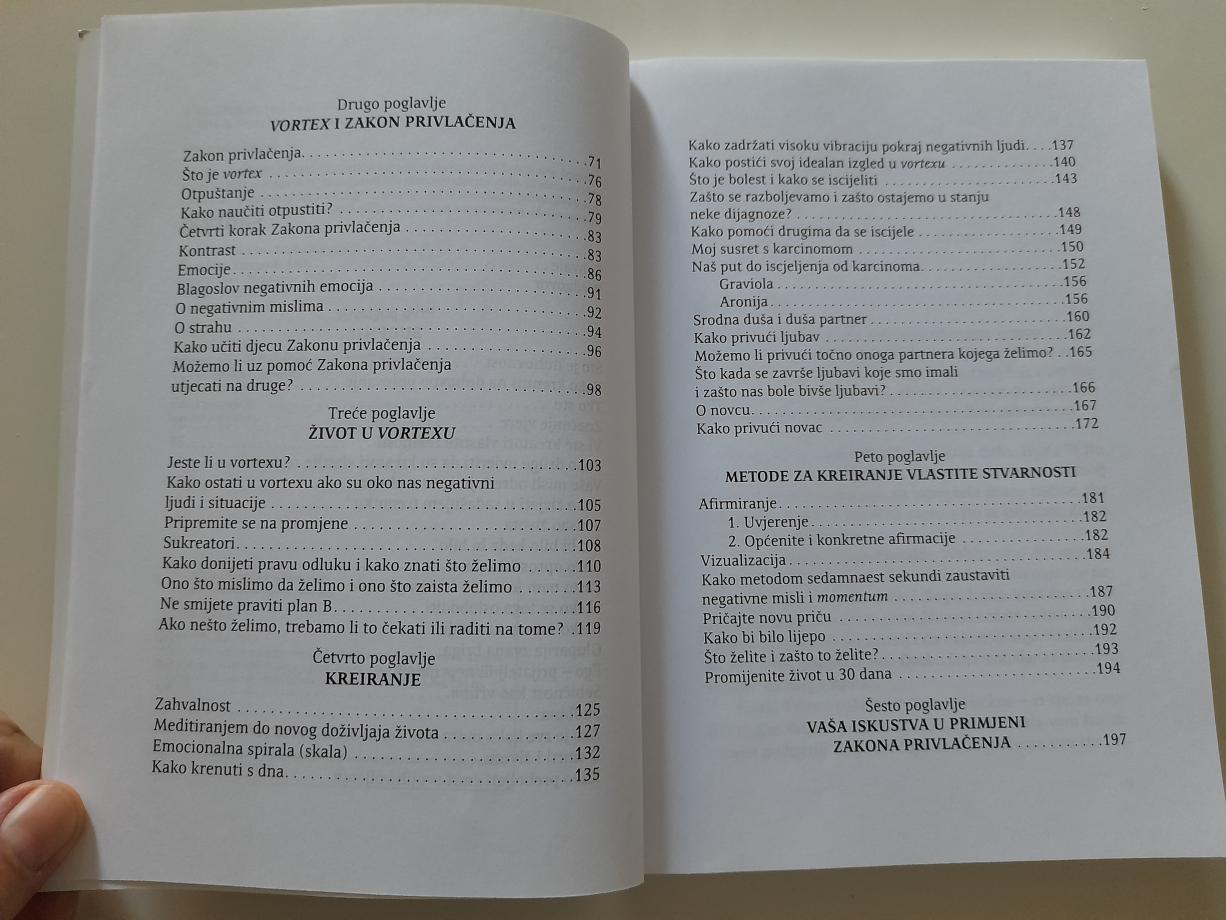 Drugo poglavlje
VORTEX I ZAKON PRIVLAČENJA
Zakon privlačenja. . . . . . . . . . . . . . . . . . . . . . . . . . . . . . . . . . .71
Što je vortex . . . . . . . . . . . . . . . . . . . . . . . . . . . . . . . . . . . . . . .76
Otpuštanje . . . . . . . . . . . . . . . . . . . . . . . . . . . . . . . . . . . . . . . .78
Kako naučiti otpustiti? . . . . . . . . . . . . . . . . . . . . . . . . . . . . . .79
Četvrti korak Zakona privlačenja . . . . . . . . . . . . . . . . . . . . . .83
Kontrast . . . . . . . . . . . . . . . . . . . . . . . . . . . . . . . . . . . . . . . . . .83
Emocije. . . . . . . . . . . . . . . . . . . . . . . . . . . . . . . . . . . . . . . . . . .86
Blagoslov negativnih emocija . . . . . . . . . . . . . . . . . . . . . . . . .91
O negativnim mislima . . . . . . . . . . . . . . . . . . . . . . . . . . . . . . .92
O strahu . . . . . . . . . . . . . . . . . . . . . . . . . . . . . . . . . . . . . . . . . .94
Kako učiti djecu Zakonu privlačenja . . . . . . . . . . . . . . . . . . . .96
Možemo li uz pomoć Zakona privlačenja
utjecati na druge? . . . . . . . . . . . . . . . . . . . . . . . . . . . . . . . . . .98
Treće poglavlje
ŽIVOT U VORTEXU
Jeste li u vortexu? . . . . . . . . . . . . . . . . . . . . . . . . . . . . . . . . .103
Kako ostati u vortexu ako su oko nas negativni
ljudi i situacije . . . . . . . . . . . . . . . . . . . . . . . . . . . . . . . . . . . .105
Pripremite se na promjene . . . . . . . . . . . . . . . . . . . . . . . . . .107
Sukreatori. . . . . . . . . . . . . . . . . . . . . . . . . . . . . . . . . . . . . . . .108
Kako donijeti pravu odluku i kako znati što želimo . . . . . .110
Ono što mislimo da želimo i ono što zaista želimo . . . . . . .113
Ne smijete praviti plan B. . . . . . . . . . . . . . . . . . . . . . . . . . . .116
Ako nešto želimo, trebamo li to čekati ili raditi na tome? .119
Četvrto poglavlje
KREIRANJE
Zahvalnost . . . . . . . . . . . . . . . . . . . . . . . . . . . . . . . . . . . . . . .125
Meditiranjem do novog doživljaja života . . . . . . . . . . . . . . .127
Emocionalna spirala (skala) . . . . . . . . . . . . . . . . . . . . . . . . .132
Kako krenuti s dna. . . . . . . . . . . . . . . . . . . . . . . . . . . . . . . . .135
Kako zadržati visoku vibraciju pokraj negativnih ljudi. . . .137
Kako postići svoj idealan izgled u vortexu . . . . . . . . . . . . .140
Što je bolest i kako se iscijeliti . . . . . . . . . . . . . . . . . . . . . .143
Zašto se razboljevamo i zašto ostajemo u stanju
neke dijagnoze? . . . . . . . . . . . . . . . . . . . . . . . . . . . . . . . . . .148
Kako pomoći drugima da se iscijele . . . . . . . . . . . . . . . . . .149
Moj susret s karcinomom . . . . . . . . . . . . . . . . . . . . . . . . . .150
Naš put do iscjeljenja od karcinoma. . . . . . . . . . . . . . . . . .152
Graviola . . . . . . . . . . . . . . . . . . . . . . . . . . . . . . . . . . . . .156
Aronija. . . . . . . . . . . . . . . . . . . . . . . . . . . . . . . . . . . . . .156
Srodna duša i duša partner . . . . . . . . . . . . . . . . . . . . . . . . .160
Kako privući ljubav . . . . . . . . . . . . . . . . . . . . . . . . . . . . . . .162
Možemo li privući točno onoga partnera kojega želimo? . .165
Što kada se završe ljubavi koje smo imali
i zašto nas bole bivše ljubavi? . . . . . . . . . . . . . . . . . . . . . . .166
O novcu. . . . . . . . . . . . . . . . . . . . . . . . . . . . . . . . . . . . . . . . .167
Kako privući novac . . . . . . . . . . . . . . . . . . . . . . . . . . . . . . .172
Peto poglavlje
METODE ZA KREIRANJE VLASTITE STVARNOSTI
Afirmiranje. . . . . . . . . . . . . . . . . . . . . . . . . . . . . . . . . . . . . .181
1. Uvjerenje. . . . . . . . . . . . . . . . . . . . . . . . . . . . . . . . . . .182
2. Općenite i konkretne afirmacije . . . . . . . . . . . . . . . .182
Vizualizacija. . . . . . . . . . . . . . . . . . . . . . . . . . . . . . . . . . . . .184
Kako metodom sedamnaest sekundi zaustaviti
negativne misli i momentum . . . . . . . . . . . . . . . . . . . . . . . .187
Pričajte novu priču . . . . . . . . . . . . . . . . . . . . . . . . . . . . . . .190
Kako bi bilo lijepo . . . . . . . . . . . . . . . . . . . . . . . . . . . . . . . .192
Što želite i zašto to želite? . . . . . . . . . . . . . . . . . . . . . . . . . .193
Promijenite život u 30 dana . . . . . . . . . . . . . . . . . . . . . . . .194
Šesto poglavlje
VAŠA ISKUSTVA U PRIMJENI
ZAKONA PRIVLAČENJA . . . . . . . . . . .197